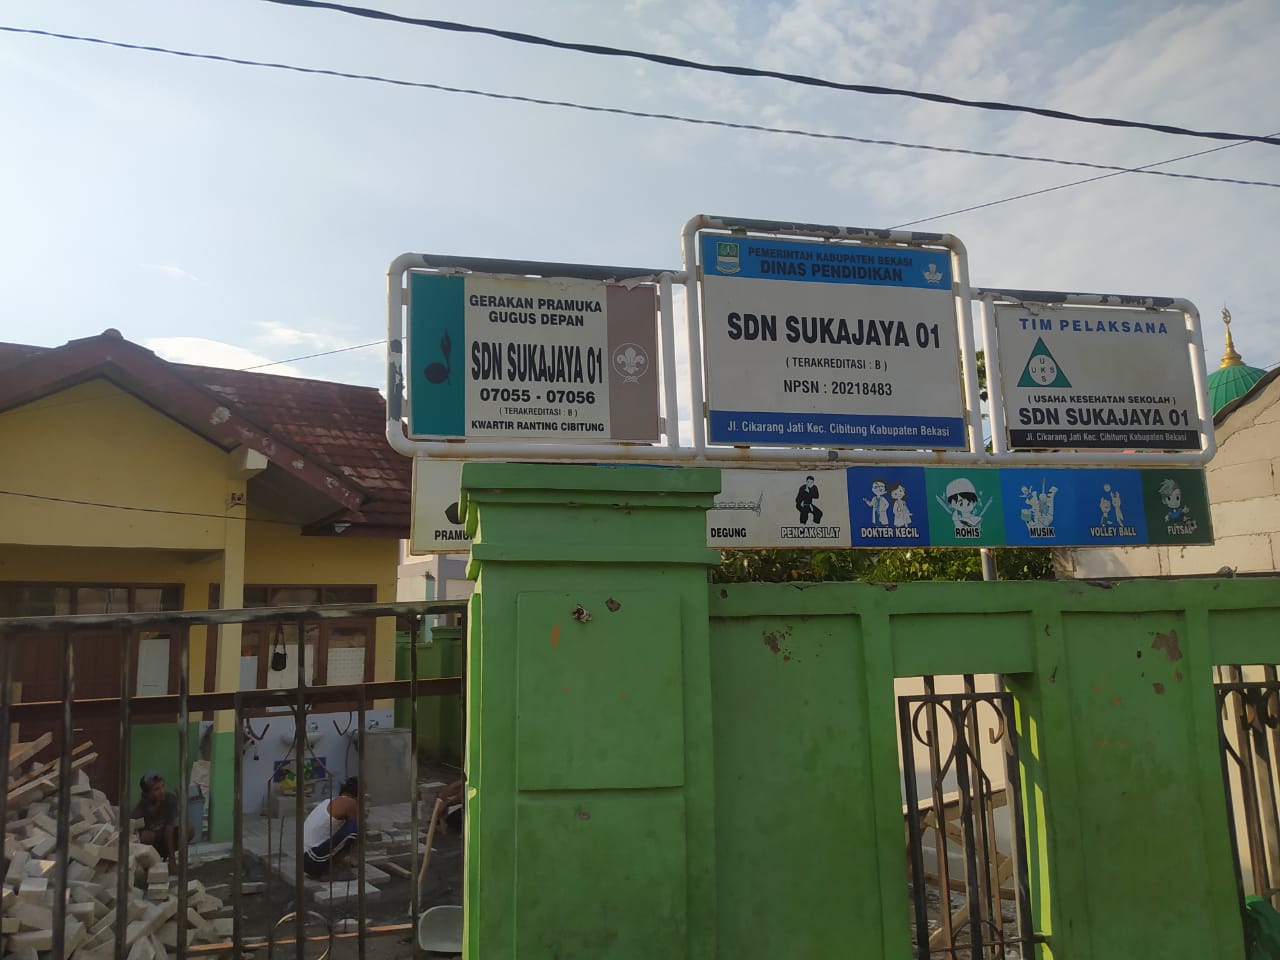 GERAKAN PRAMUKA
GUGUS DEPAN
SDN SUKAJAYA 01
07055 - 07056
( TERAKREDITASI : B )
KWARTIR RANTING CIBITUNG
PEMERINTAH KABUPATEN BEKASI
DINAS PENDIDIKAN
SDN SUKAJAYA 01
( TERAKREDITASI : B )
NPSN : 20218483
Jl. Cikarang Jati Kec. Cibitung Kabupaten Bekasi
TIM PELAKSANA
U
U K S
S
( USAHA KESEHATAN SEKOLAH )
SDN SUKAJAYA 01
Jl. Cikarang Jati Kec. Cibitung Kabupaten Bekasi
PRAMU
DEGUNG
PENCAK SILAT
DOKTER KECIL
ROHIS
MUSIK
VOLLEY BALL
FUTSAL